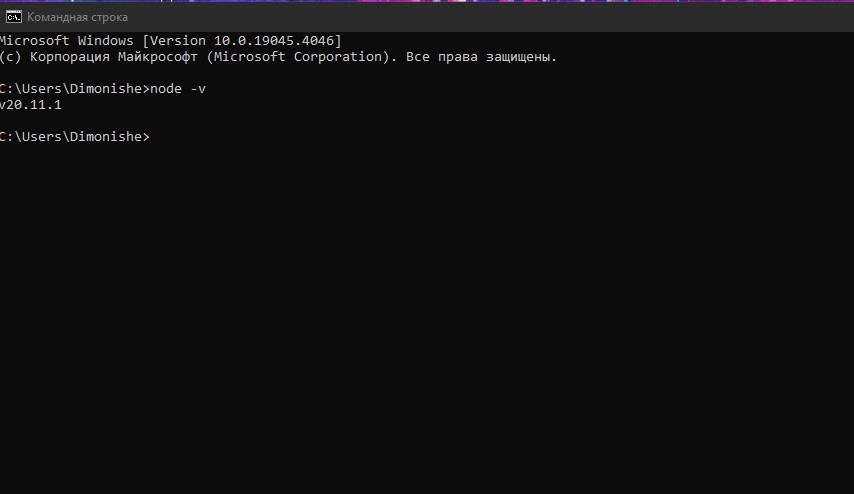 Командная строка
Microsoft Windows [Version 10.0.19045.4046]
(c) Корпорация Майкрософт (Microsoft Corporation). Все права защищены.
C:\Users\Dimonishe>node -v
v20.11.1
C:\Users\Dimonishe>